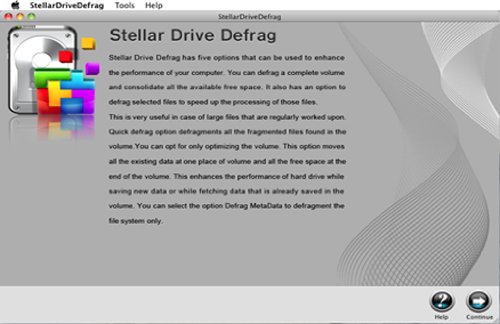 StellarDriveDefrag Tools Help
StellarDriveDefrag
Stellar Drive Defrag
Stellar Drive Defrag has five options that can be used to enhance
the performance of your computer. You can defrag a complete volume
and consolidate all the available free space. It also has an option to
defrag selected files to speed up the processing of those files.
This is very useful in case of large files that are regularly worked upon.
Quick defrag option defragments all the fragmented files found in the
volume.You can opt for only optimizing the volume. This option moves
all the existing data at one place of volume and all the free space at the
end of the volume. This enhances the performance of hard drive while
saving new data or while fetching data that is already saved in the
volume. You can select the option Defrag MetaData to defragment the
file system only.
?
Help Continue